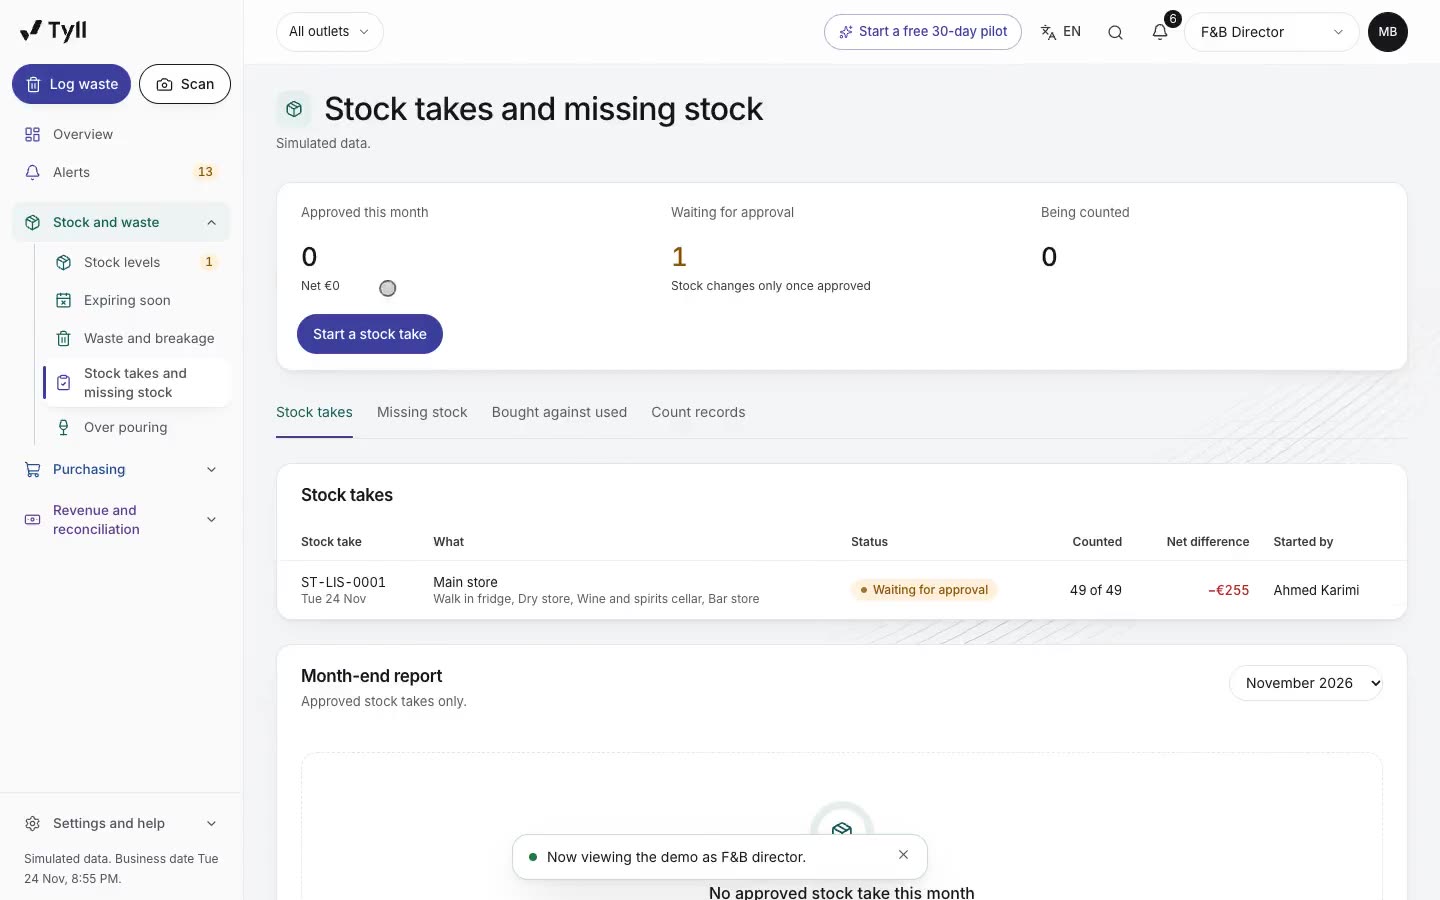 Tyll
All outlets
Start a free 30-day pilot
EN
6
F&B Director
MB
Log waste
Scan
Overview
Alerts
13
Stock and waste
Stock levels
1
Expiring soon
Waste and breakage
Stock takes and
missing stock
Over pouring
Purchasing
Revenue and
reconciliation
Settings and help
Simulated data. Business date Tue
24 Nov, 8:55 PM.
Stock takes and missing stock
Simulated data.
Approved this month
0
Net €0
Waiting for approval
1
Stock changes only once approved
Being counted
0
Start a stock take
Stock takes
Missing stock
Bought against used
Count records
Stock takes
Stock take
What
Status
Counted
Net difference
Started by
ST-LIS-0001
Tue 24 Nov
Main store
Walk in fridge, Dry store, Wine and spirits cellar, Bar store
Waiting for approval
49 of 49
−€255
Ahmed Karimi
Month-end report
Approved stock takes only.
November 2026
Now viewing the demo as F&B director.
No approved stock take this month